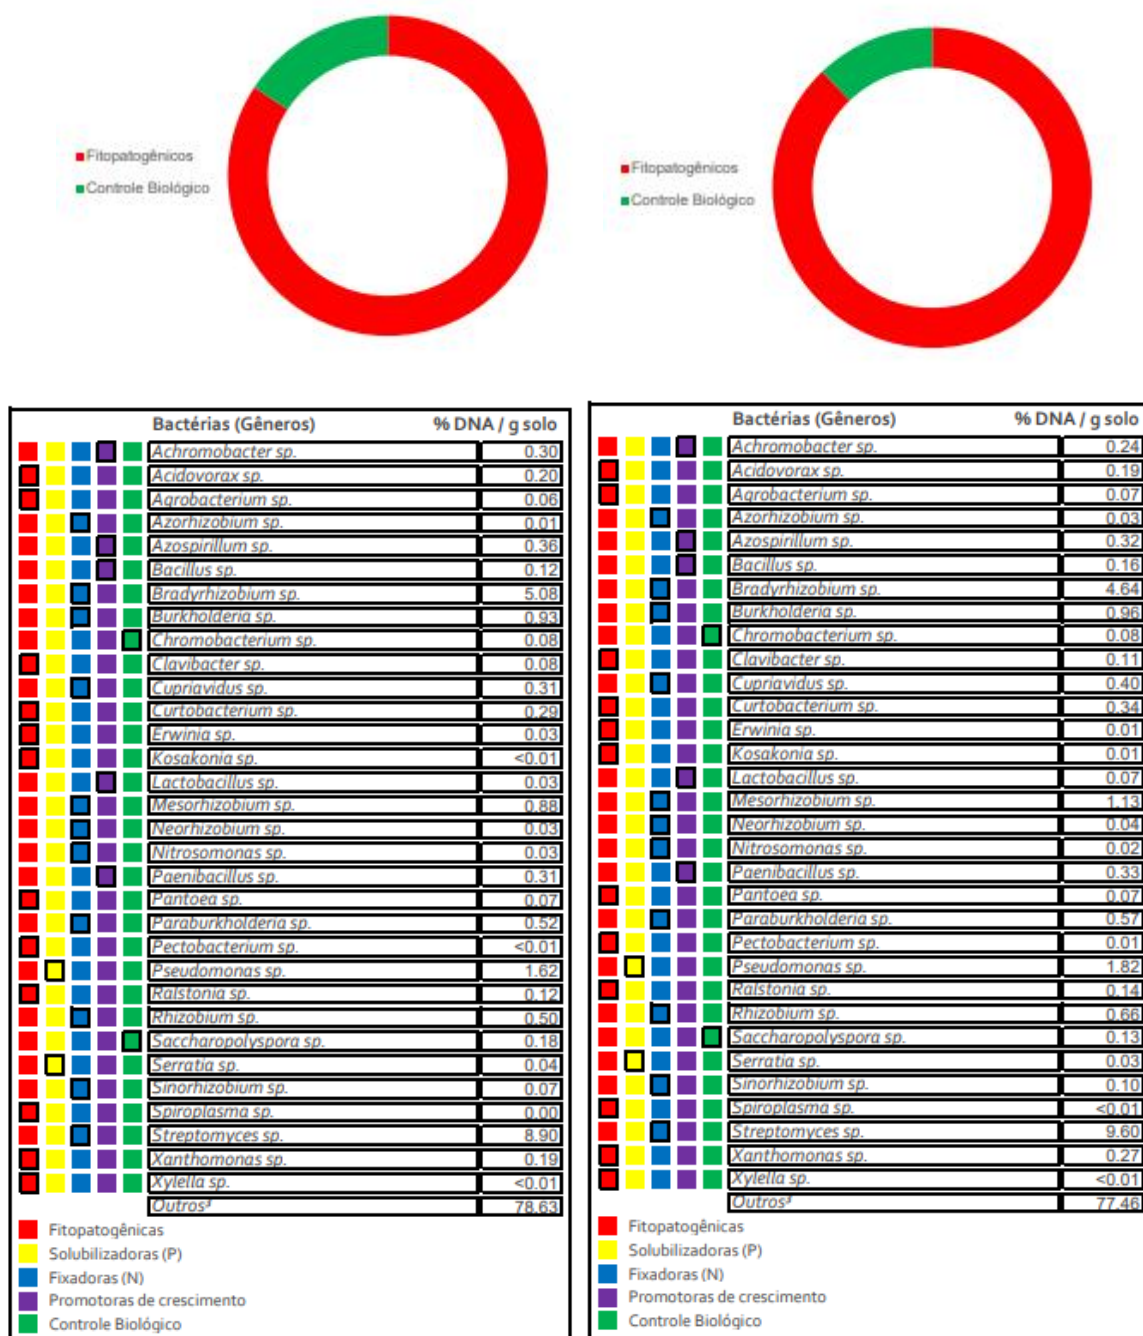 Fitopatogênicos
Controle Biológico
Fitopatogênicos
Controle Biológico
Bactérias (Gêneros) % DNA / g solo
Achromobacter sp. 0.30
Acidovorax sp. 0.20
Agrobacterium sp. 0.06
Azorhizobium sp. 0.01
Azospirillum sp. 0.36
Bacillus sp. 0.12
Bradyrhizobium sp. 5.08
Burkholderia sp. 0.93
Chromobacterium sp. 0.08
Clavibacter sp. 0.08
Cupriavidus sp. 0.31
Curtobacterium sp. 0.29
Erwinia sp. 0.03
Kosakonia sp. <0.01
Lactobacillus sp. 0.03
Mesorhizobium sp. 0.88
Neorhizobium sp. 0.03
Nitrosomonas sp. 0.03
Paenibacillus sp. 0.31
Pantoea sp. 0.07
Paraburkholderia sp. 0.52
Pectobacterium sp. <0.01
Pseudomonas sp. 1.62
Ralstonia sp. 0.12
Rhizobium sp. 0.50
Saccharopolyspora sp. 0.18
Serratia sp. 0.04
Sinorhizobium sp. 0.07
Spiroplasma sp. 0.00
Streptomyces sp. 8.90
Xanthomonas sp. 0.19
Xylella sp. <0.01
Outros³ 78.63
Fitopatogênicas
Solubilizadoras (P)
Fixadoras (N)
Promotoras de crescimento
Controle Biológico
Bactérias (Gêneros) % DNA / g solo
Achromobacter sp. 0.24
Acidovorax sp. 0.19
Agrobacterium sp. 0.07
Azorhizobium sp. 0.03
Azospirillum sp. 0.32
Bacillus sp. 0.16
Bradyrhizobium sp. 4.64
Burkholderia sp. 0.96
Chromobacterium sp. 0.08
Clavibacter sp. 0.11
Cupriavidus sp. 0.40
Curtobacterium sp. 0.34
Erwinia sp. 0.01
Kosakonia sp. 0.01
Lactobacillus sp. 0.07
Mesorhizobium sp. 1.13
Neorhizobium sp. 0.04
Nitrosomonas sp. 0.02
Paenibacillus sp. 0.33
Pantoea sp. 0.07
Paraburkholderia sp. 0.57
Pectobacterium sp. 0.01
Pseudomonas sp. 1.82
Ralstonia sp. 0.14
Rhizobium sp. 0.66
Saccharopolyspora sp. 0.13
Serratia sp. 0.03
Sinorhizobium sp. 0.10
Spiroplasma sp. <0.01
Streptomyces sp. 9.60
Xanthomonas sp. 0.27
Xylella sp. <0.01
Outros³ 77.46
Fitopatogênicas
Solubilizadoras (P)
Fixadoras (N)
Promotoras de crescimento
Controle Biológico